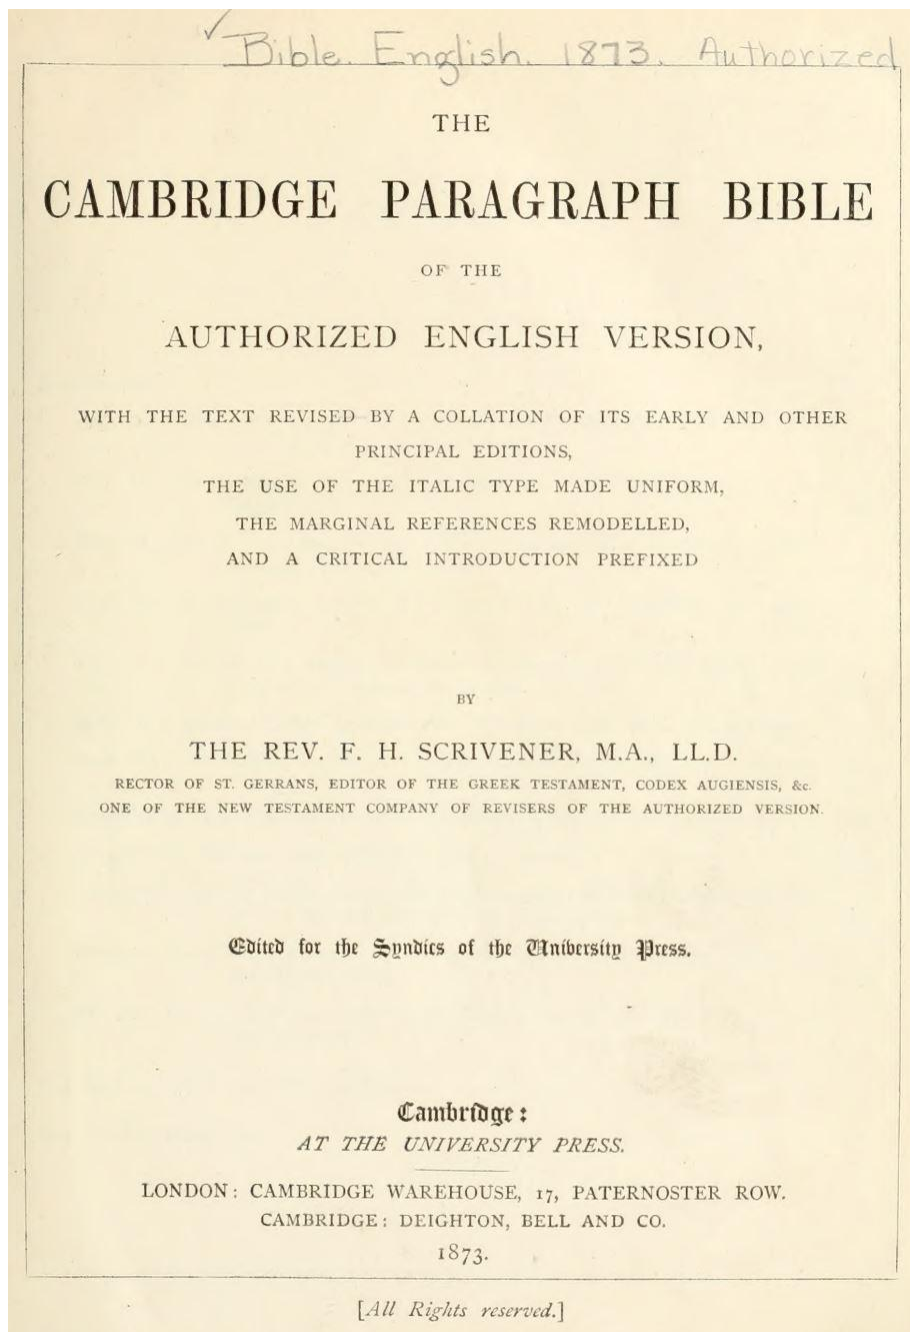 Bible. English. 1873. Authorized
THE
CAMBRIDGE PARAGRAPH BIBLE
OF THE
AUTHORIZED ENGLISH VERSION,
WITH THE TEXT REVISED BY A COLLATION OF ITS EARLY AND OTHER
PRINCIPAL EDITIONS,
THE USE OF THE ITALIC TYPE MADE UNIFORM,
THE MARGINAL REFERENCES REMODELLED,
AND A CRITICAL INTRODUCTION PREFIXED
BY
THE REV. F. H. SCRIVENER, M.A., LL.D.
RECTOR OF ST. GERRANS, EDITOR OF THE GREEK TESTAMENT, CODEX AUGIENSIS, &c.
ONE OF THE NEW TESTAMENT COMPANY OF REVISERS OF THE AUTHORIZED VERSION.
Edited for the Syndics of the University Press.
Cambridge:
AT THE UNIVERSITY PRESS.
LONDON: CAMBRIDGE WAREHOUSE, 17, PATERNOSTER ROW.
CAMBRIDGE: DEIGHTON, BELL AND CO.
1873.
[All Rights reserved.]